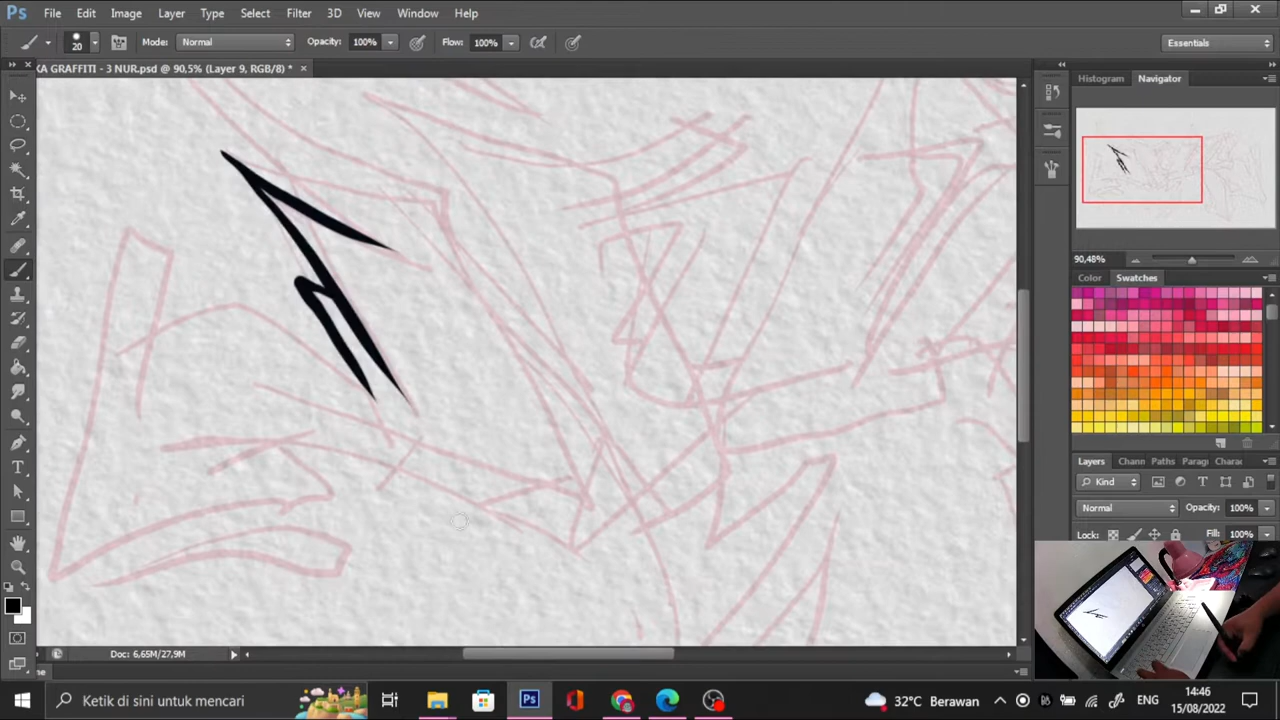 Ps File Edit Image Layer Type Select Filter 3D View Window Help
20 Mode: Normal Opacity: 100% Flow: 100% Essentials
KA GRAFFITI - 3 NUR.psd @ 90,5% (Layer 9, RGB/8) * ×
Histogram Navigator
90,48%
Color Swatches
Layers Chann Paths Paragi Charac
Kind
Normal Opacity: 100%
Lock: Fill: 100%
Doc: 6,65M/27,9M
Ketik di sini untuk mencari
Ps
32°C Berawan
ENG
14:46
15/08/2022